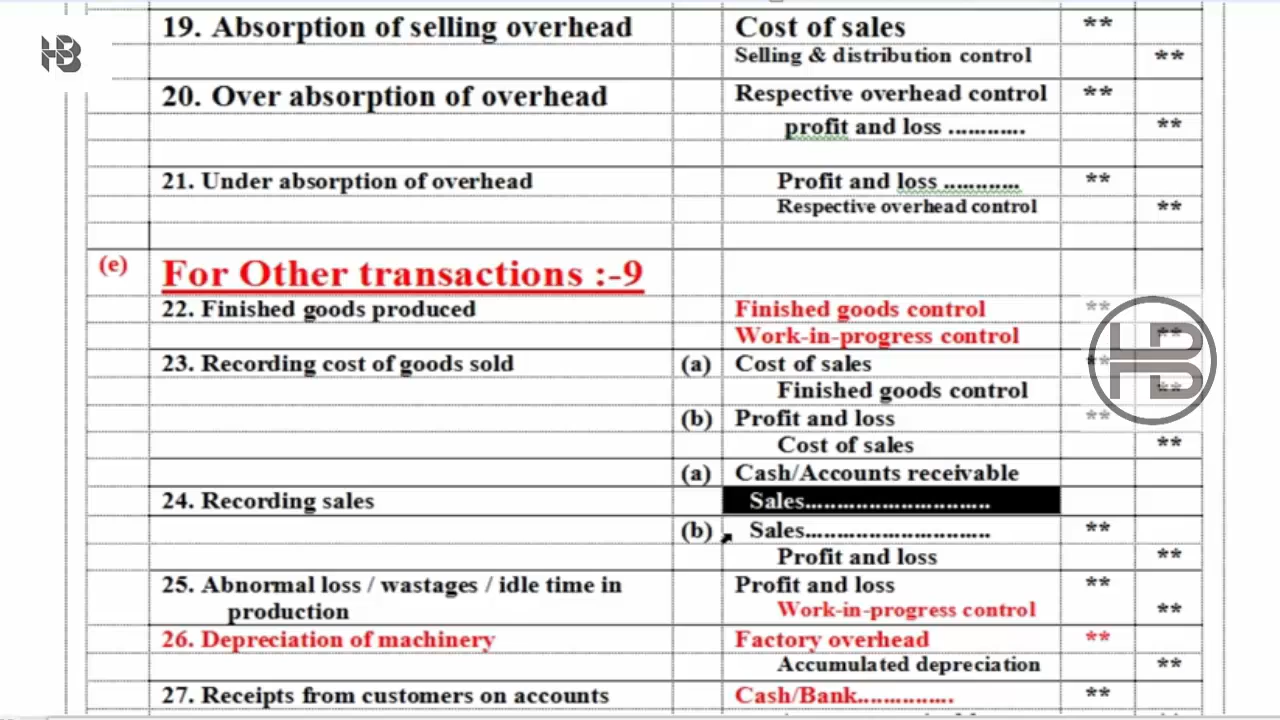 HB
19. Absorption of selling overhead Cost of sales **
Selling & distribution control **
20. Over absorption of overhead Respective overhead control **
profit and loss ............ **
21. Under absorption of overhead Profit and loss ............ **
Respective overhead control **
(e) For Other transactions :-9
22. Finished goods produced Finished goods control **
Work-in-progress control **
23. Recording cost of goods sold (a) Cost of sales **
Finished goods control **
(b) Profit and loss **
Cost of sales **
(a) Cash/Accounts receivable
24. Recording sales Sales.............................
(b) Sales............................. **
Profit and loss **
25. Abnormal loss / wastages / idle time in Profit and loss **
production Work-in-progress control **
26. Depreciation of machinery Factory overhead **
Accumulated depreciation **
27. Receipts from customers on accounts Cash/Bank............... **
HB